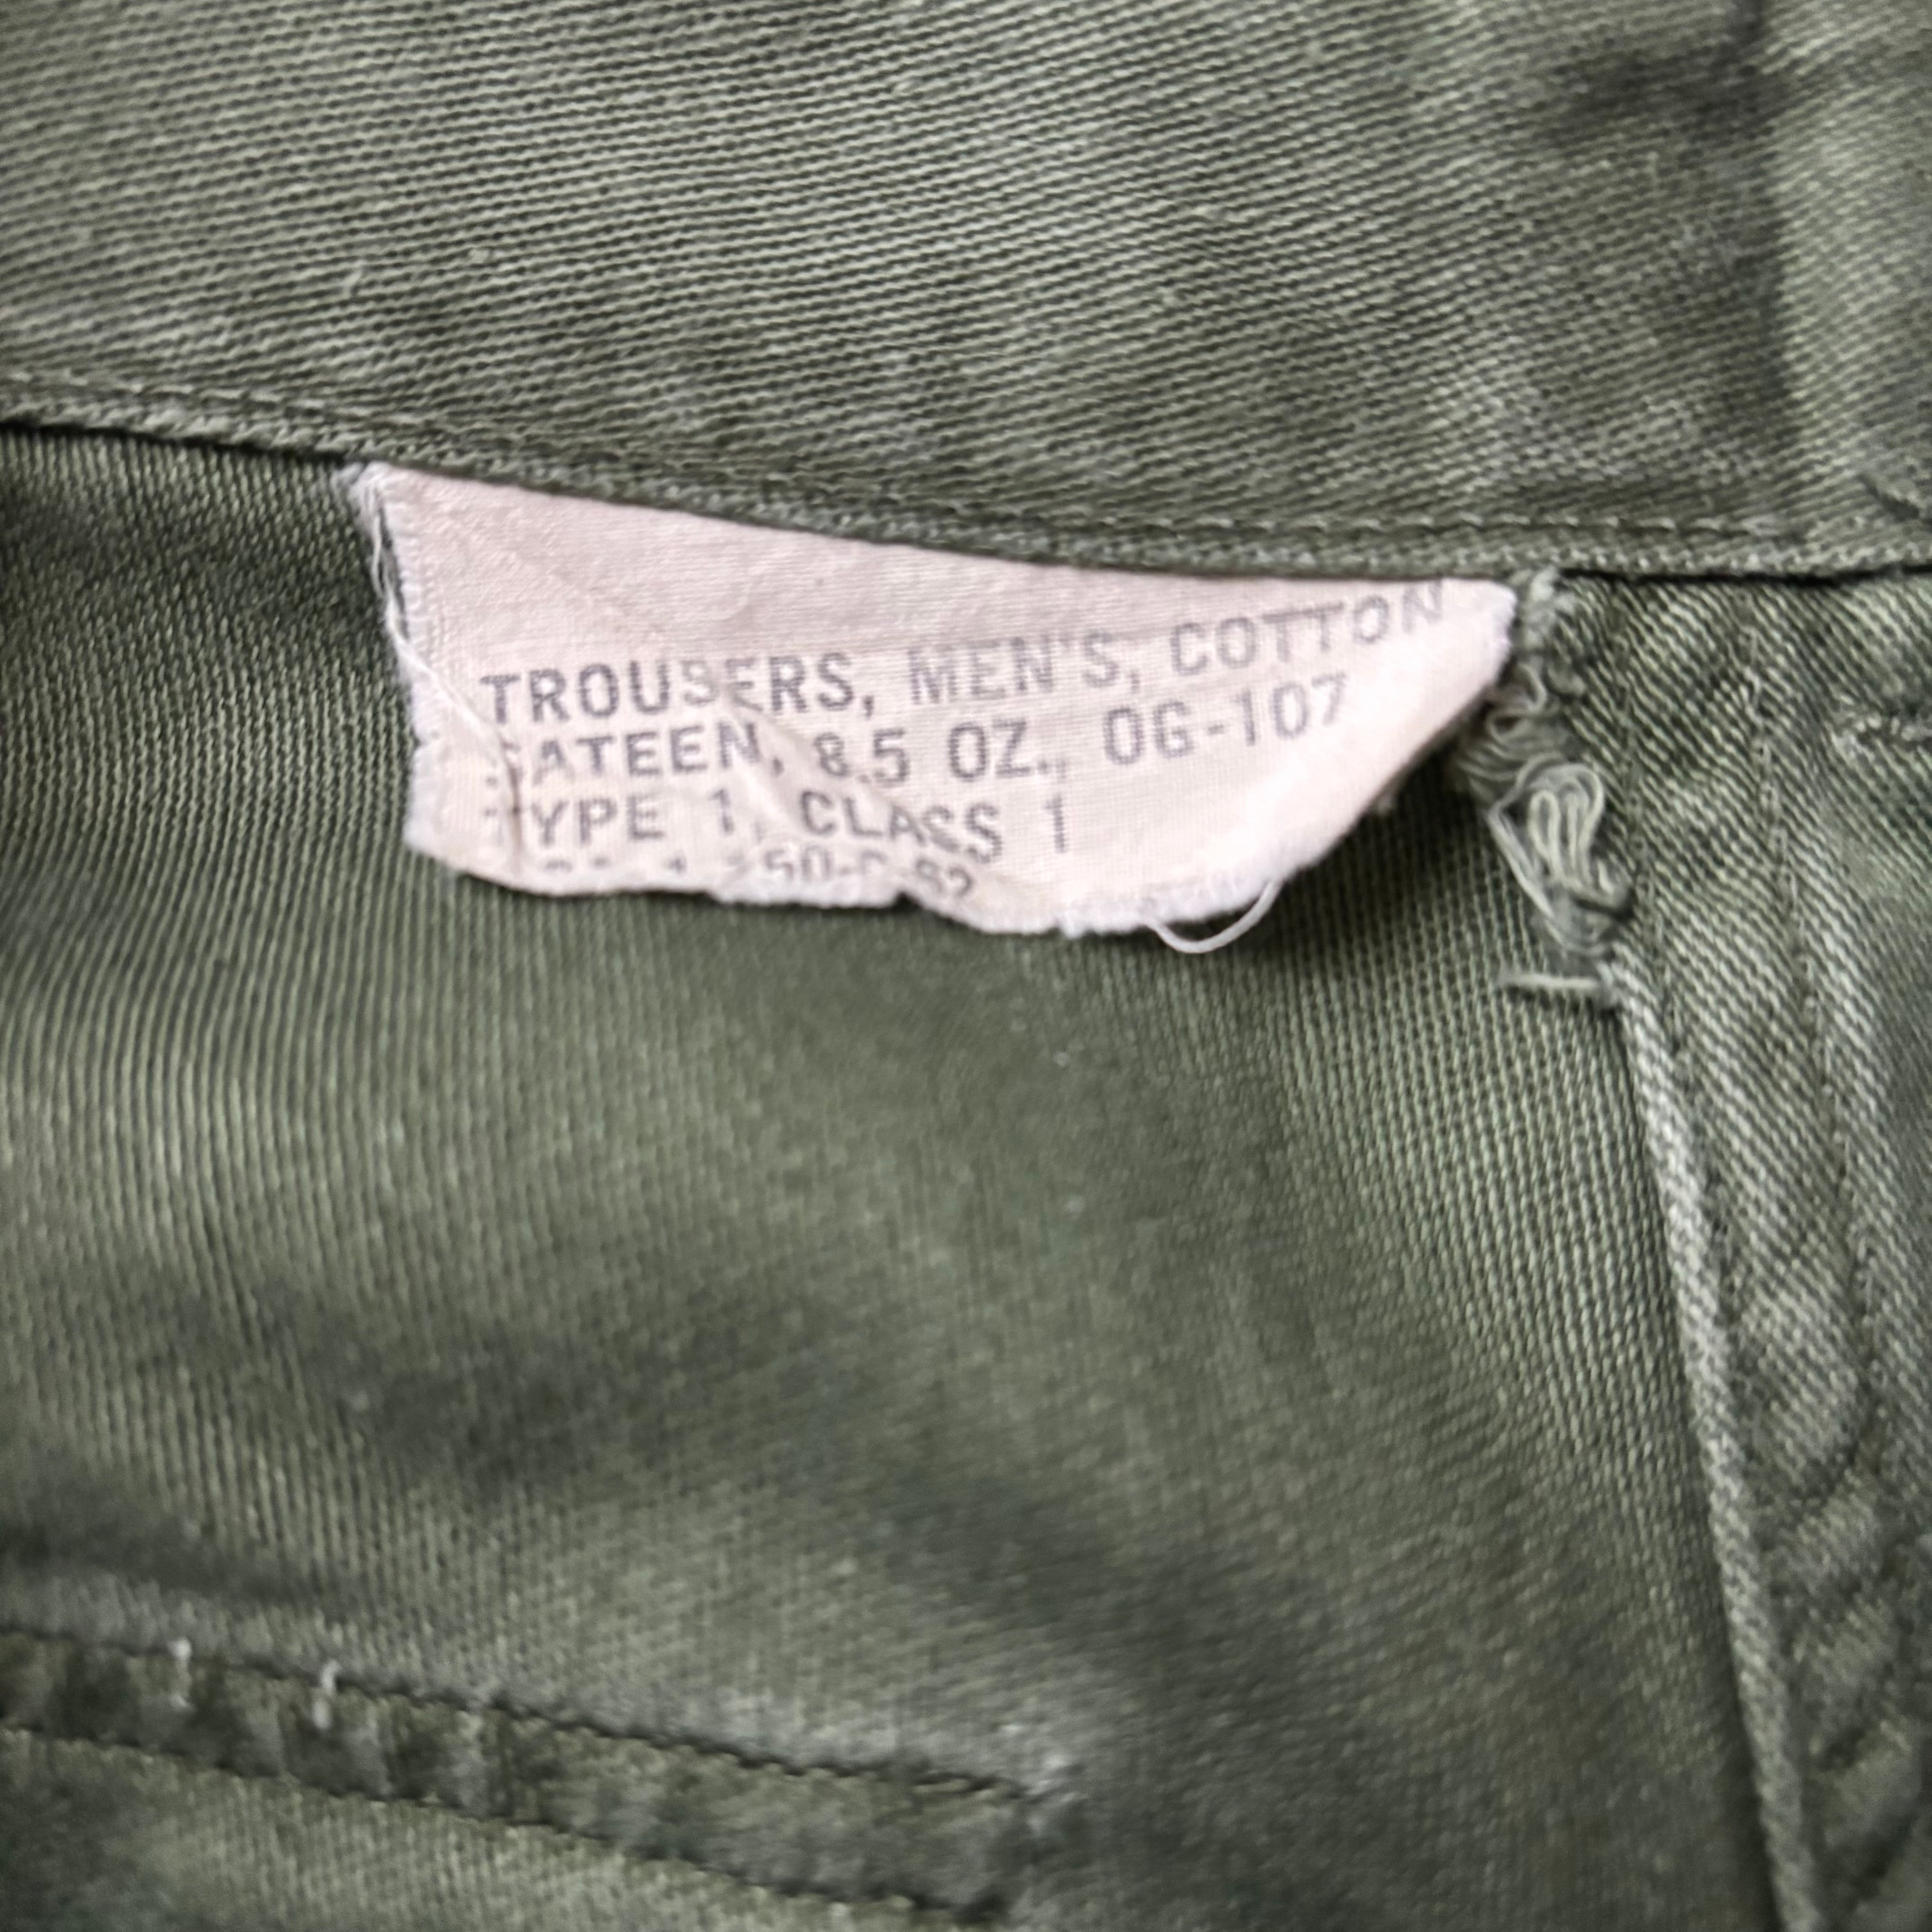 TROUSERS, MEN'S, COTTON
SATEEN, 8.5 OZ., OG-107
TYPE 1, CLASS 1